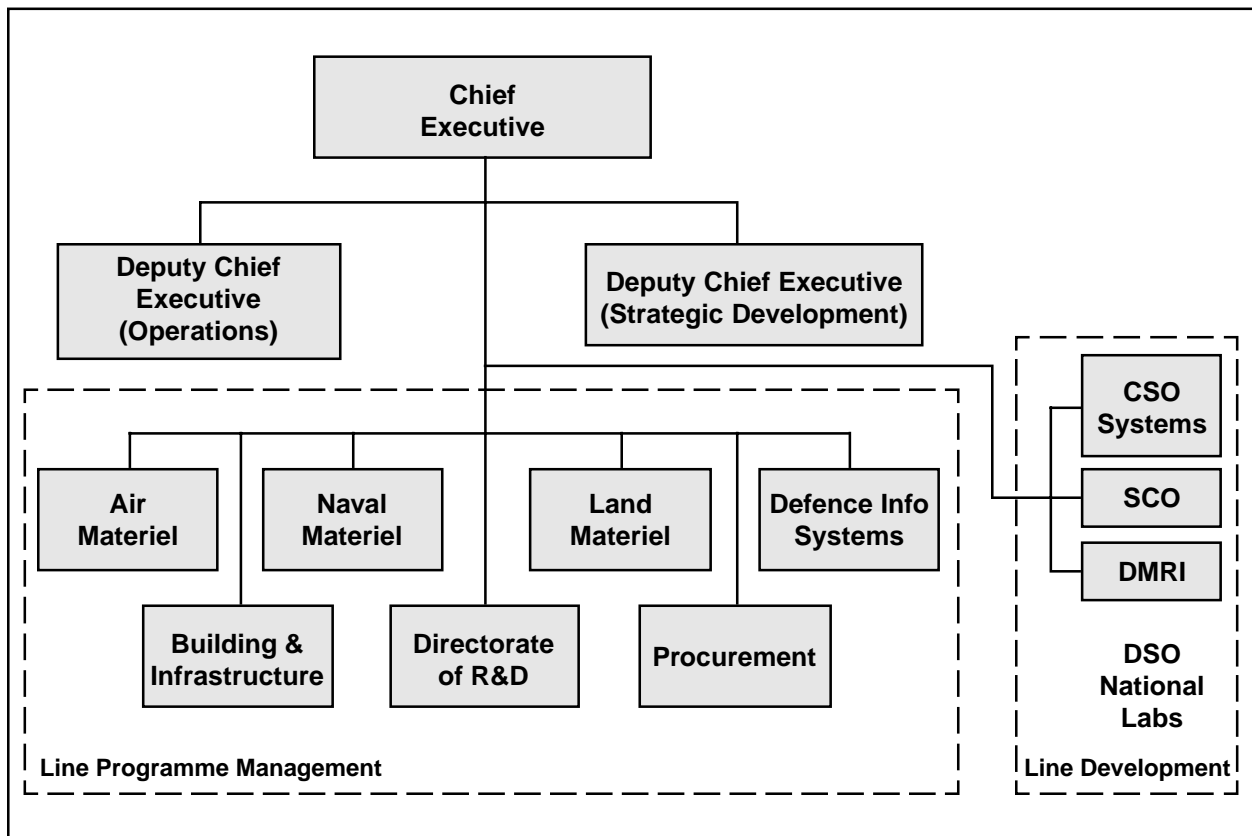 Chief
Executive
Deputy Chief
Executive
(Operations)
Deputy Chief Executive
(Strategic Development)
Air
Materiel
Naval
Materiel
Land
Materiel
Defence Info
Systems
Building &
Infrastructure
Directorate
of R&D
Procurement
Line Programme Management
CSO
Systems
SCO
DMRI
DSO
National
Labs
Line Development